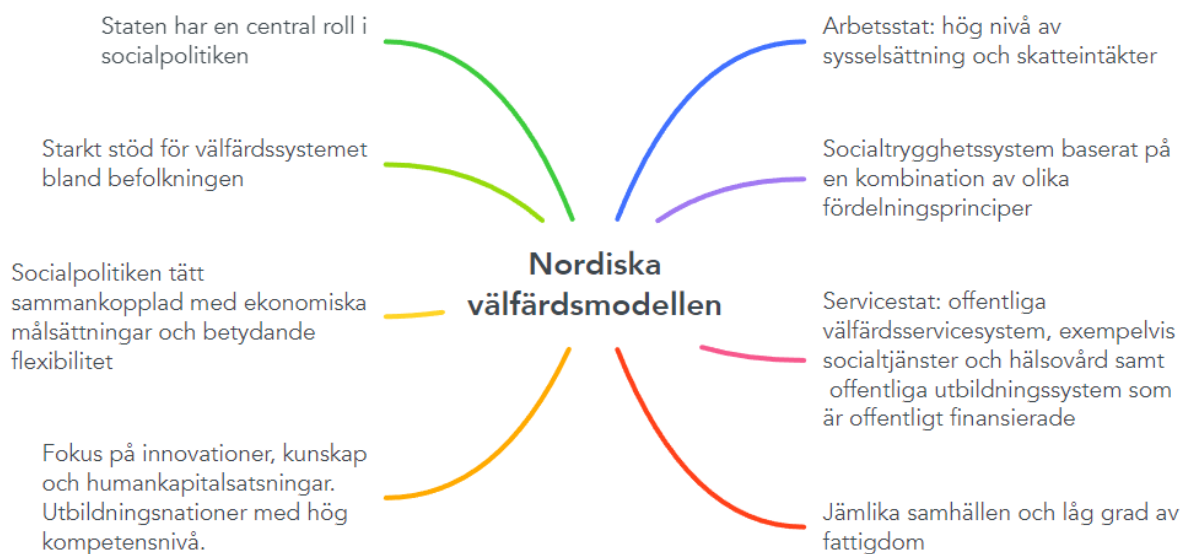 Staten har en central roll i
socialpolitiken
Starkt stöd för välfärdssystemet
bland befolkningen
Socialpolitiken tätt
sammankopplad med ekonomiska
målsättningar och betydande
flexibilitet
Fokus på innovationer, kunskap
och humankapitalsatsningar.
Utbildningsnationer med hög
kompetensnivå.
Nordiska
välfärdsmodellen
Arbetsstat: hög nivå av
sysselsättning och skatteintäkter
Socialtrygghetssystem baserat på
en kombination av olika
fördelningsprinciper
Servicestat: offentliga
välfärdsservicesystem, exempelvis
socialtjänster och hälsovård samt
offentliga utbildningssystem som
är offentligt finansierade
Jämlika samhällen och låg grad av
fattigdom